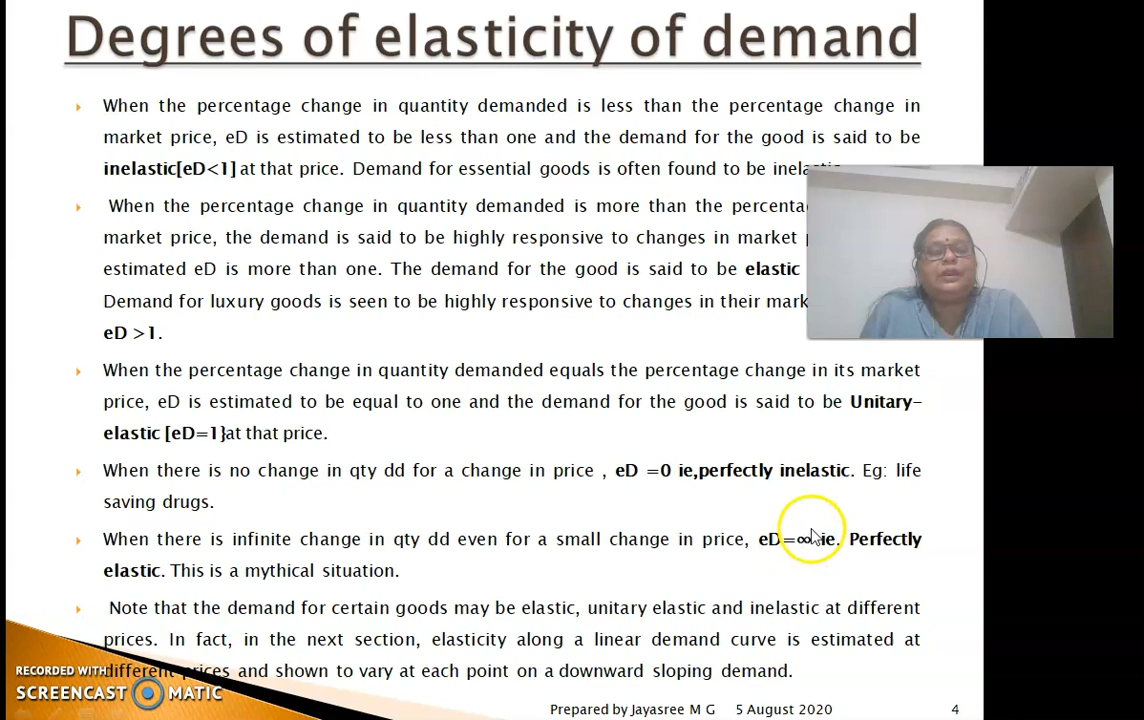 Degrees of elasticity of demand
When the percentage change in quantity demanded is less than the percentage change in
market price, eD is estimated to be less than one and the demand for the good is said to be
inelastic[eD<1] at that price. Demand for essential goods is often found to be
When the percentage change in quantity demanded is more than the
market price, the demand is said to be highly responsive to changes in market
estimated eD is more than one. The demand for the good is said to be elastic
Demand for luxury goods is seen to be highly responsive to changes in their
eD >1.
When the percentage change in quantity demanded equals the percentage change in its market
price, eD is estimated to be equal to one and the demand for the good is said to be Unitary-
elastic [eD=1}at that price.
When there is no change in qty dd for a change in price , eD =0 ie,perfectly inelastic. Eg: life
saving drugs.
When there is infinite change in qty dd even for a small change in price, eD=∞ ie. Perfectly
elastic. This is a mythical situation.
Note that the demand for certain goods may be elastic, unitary elastic and inelastic at different
prices. In fact, in the next section, elasticity along a linear demand curve is estimated at
different prices and shown to vary at each point on a downward sloping demand.
RECORDED WITH
SCREENCAST MATIC
Prepared by Jayasree M G 5 August 2020 4